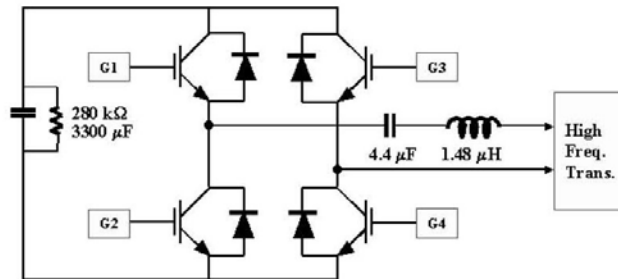 G1
G3
280 kΩ
3300 μF
4.4 μF
1.48 μH
High
Freq.
Trans.
G2
G4